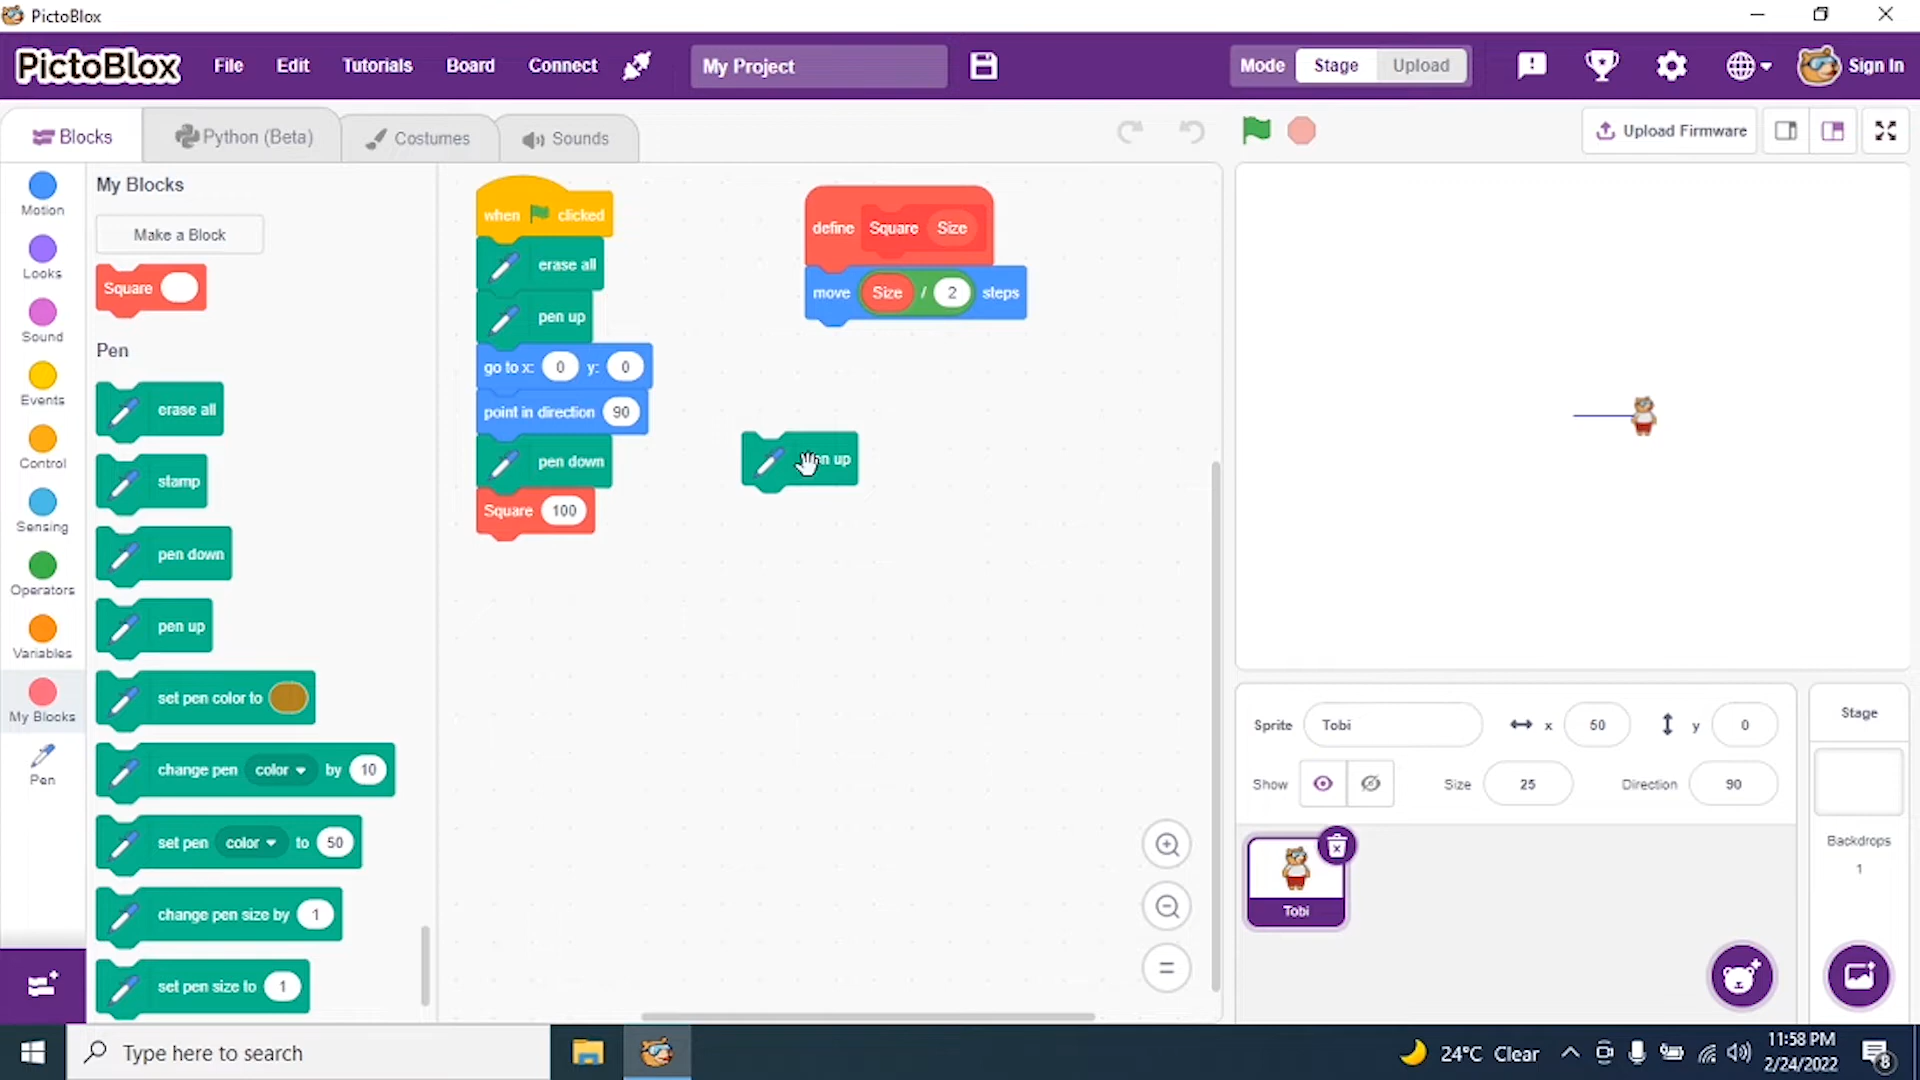 PictoBlox
PictoBlox File Edit Tutorials Board Connect My Project Mode Stage Upload Sign In
Blocks Python (Beta) Costumes Sounds Upload Firmware
Motion
Looks
Sound
Events
Control
Sensing
Operators
Variables
My Blocks
Pen
My Blocks
Make a Block
Square
Pen
erase all
stamp
pen down
pen up
set pen color to
change pen color by 10
set pen color to 50
change pen size by 1
set pen size to 1
when clicked
erase all
pen up
go to x: 0 y: 0
point in direction 90
pen down
Square 100
define Square Size
move Size / 2 steps
up
Sprite Tobi x 50 y 0
Show Size 25 Direction 90
Tobi
Stage
Backdrops
1
Type here to search
24°C Clear
11:58 PM
2/24/2022
8